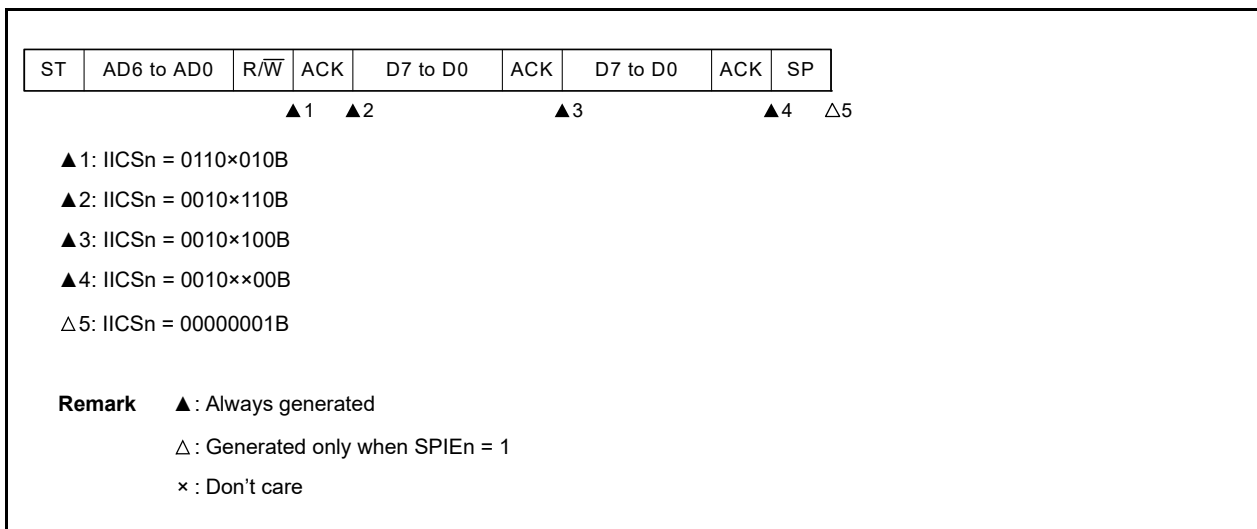 ST AD6 to AD0 R/W̅ ACK D7 to D0 ACK D7 to D0 ACK SP
▲1 ▲2 ▲3 ▲4 △5
▲1: IICSn = 0110×010B
▲2: IICSn = 0010×110B
▲3: IICSn = 0010×100B
▲4: IICSn = 0010××00B
△5: IICSn = 00000001B
Remark ▲: Always generated
△: Generated only when SPIEn = 1
×: Don’t care